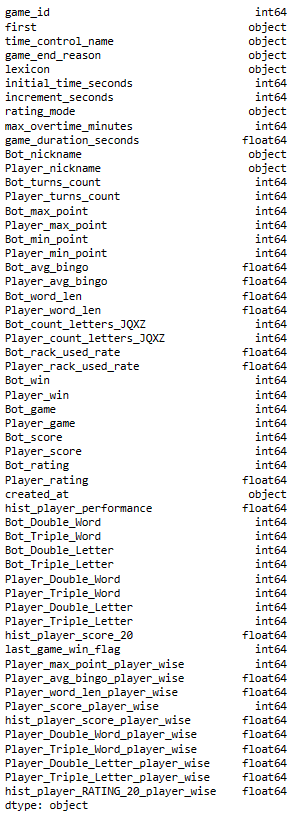 game_id int64
first object
time_control_name object
game_end_reason object
lexicon object
initial_time_seconds int64
increment_seconds int64
rating_mode object
max_overtime_minutes int64
game_duration_seconds float64
Bot_nickname object
Player_nickname object
Bot_turns_count int64
Player_turns_count int64
Bot_max_point int64
Player_max_point int64
Bot_min_point int64
Player_min_point int64
Bot_avg_bingo float64
Player_avg_bingo float64
Bot_word_len float64
Player_word_len float64
Bot_count_letters_JQXZ int64
Player_count_letters_JQXZ int64
Bot_rack_used_rate float64
Player_rack_used_rate float64
Bot_win int64
Player_win int64
Bot_game int64
Player_game int64
Bot_score int64
Player_score int64
Bot_rating int64
Player_rating float64
created_at object
hist_player_performance float64
Bot_Double_Word int64
Bot_Triple_Word int64
Bot_Double_Letter int64
Bot_Triple_Letter int64
Player_Double_Word int64
Player_Triple_Word int64
Player_Double_Letter int64
Player_Triple_Letter int64
hist_player_score_20 float64
last_game_win_flag int64
Player_max_point_player_wise int64
Player_avg_bingo_player_wise float64
Player_word_len_player_wise float64
Player_score_player_wise int64
hist_player_score_player_wise float64
Player_Double_Word_player_wise float64
Player_Triple_Word_player_wise float64
Player_Double_Letter_player_wise float64
Player_Triple_Letter_player_wise float64
hist_player_RATING_20_player_wise float64
dtype: object